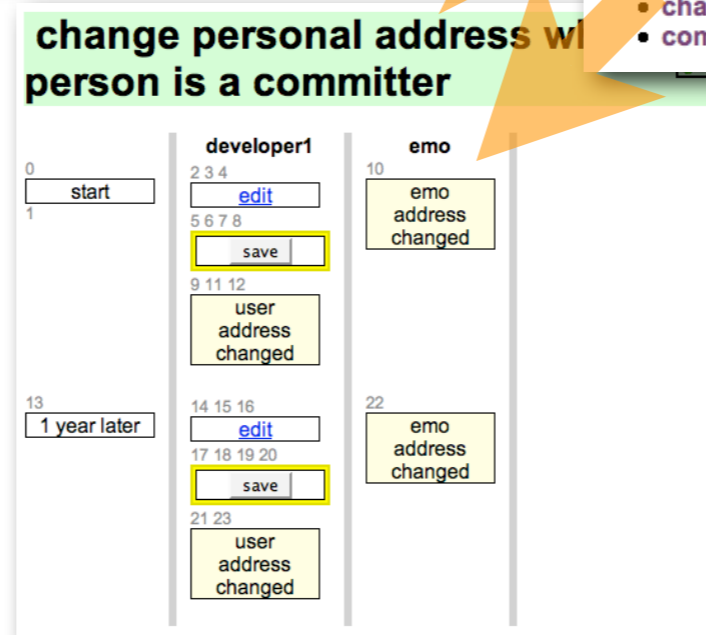 change personal address
person is a committer
developer1
emo
0
2 3 4
10
start
edit
emo
address
changed
1
5 6 7 8
save
9 11 12
user
address
changed
13
14 15 16
22
1 year later
edit
emo
address
changed
17 18 19 20
save
21 23
user
address
changed